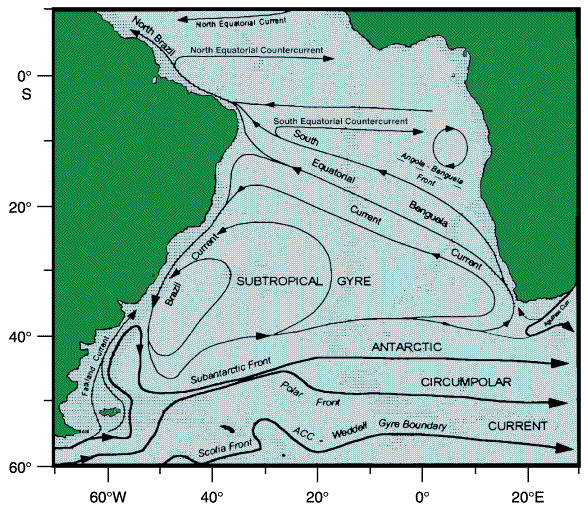 North Equatorial Current
North Brazil
North Equatorial Countercurrent
0°
S
South Equatorial Countercurrent
South
Equatorial
Current
Angola - Benguela
Front
Benguela
Current
20°
Current
Brazil
SUBTROPICAL GYRE
Agulhas Curr
40°
Falkland Current
Subantarctic Front
ANTARCTIC
CIRCUMPOLAR
CURRENT
Polar
Front
Scotia Front
ACC - Weddell Gyre Boundary
60°
60°W 40° 20° 0° 20°E